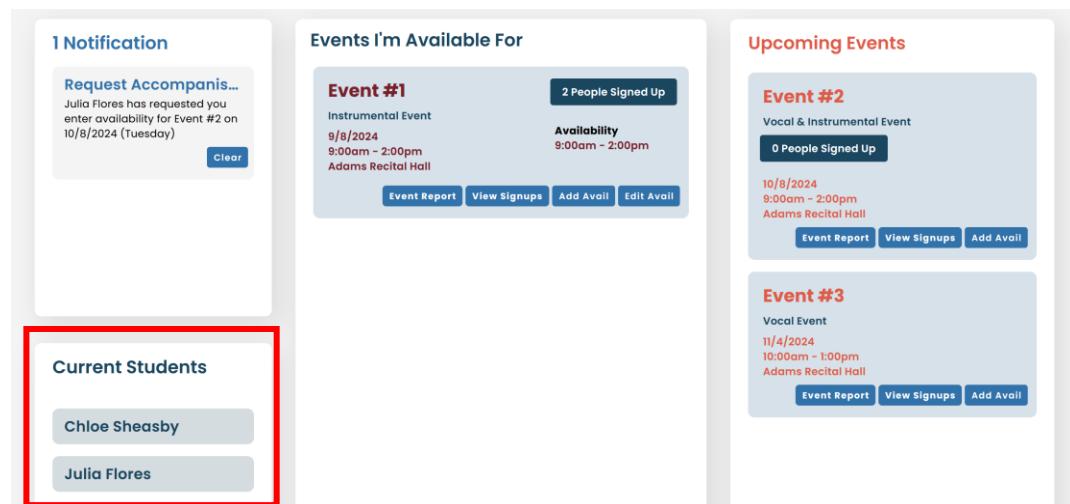 1 Notification
Request Accompanis...
Julia Flores has requested you
enter availability for Event #2 on
10/8/2024 (Tuesday)
Clear
Current Students
Chloe Sheasby
Julia Flores
Events I'm Available For
Event #1
2 People Signed Up
Instrumental Event
9/8/2024
9:00am - 2:00pm
Adams Recital Hall
Availability
9:00am - 2:00pm
Event Report View Signups Add Avail Edit Avail
Upcoming Events
Event #2
Vocal & Instrumental Event
0 People Signed Up
10/8/2024
9:00am - 2:00pm
Adams Recital Hall
Event Report View Signups Add Avail
Event #3
Vocal Event
11/4/2024
10:00am - 1:00pm
Adams Recital Hall
Event Report View Signups Add Avail